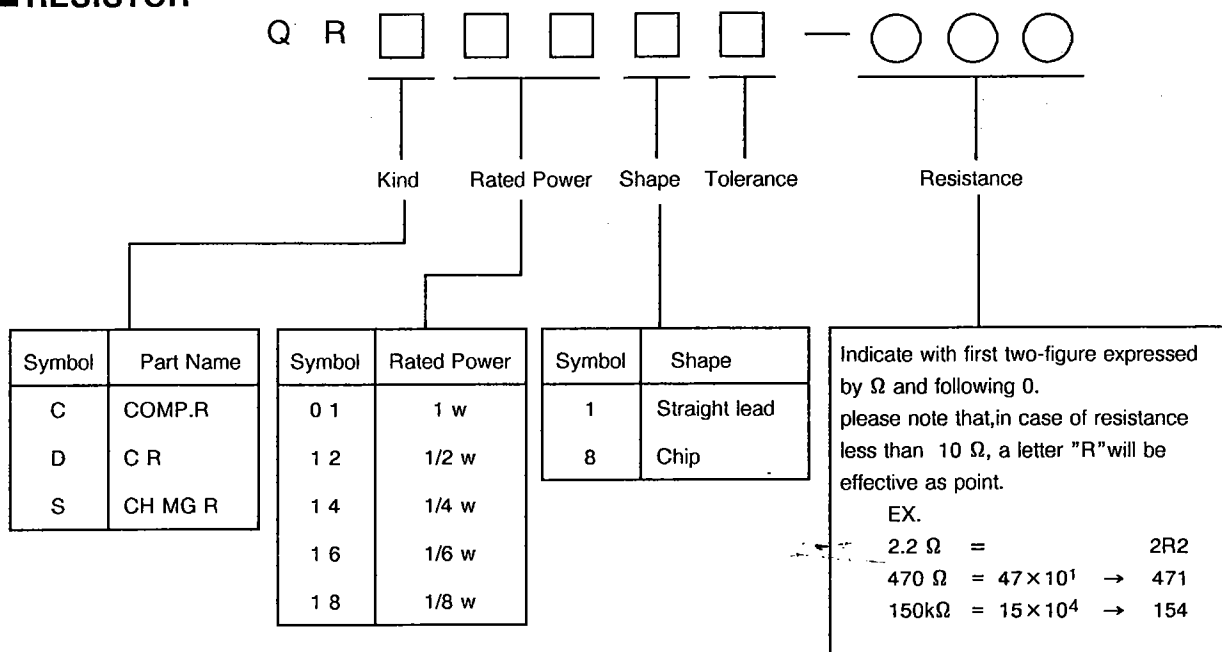 ■ RESISTOR
Q R □ □ □ □ □ — ○ ○ ○
Kind Rated Power Shape Tolerance Resistance
Symbol Part Name
C COMP.R
D C R
S CH MG R
Symbol Rated Power
0 1 1 w
1 2 1/2 w
1 4 1/4 w
1 6 1/6 w
1 8 1/8 w
Symbol Shape
1 Straight lead
8 Chip
Indicate with first two-figure expressed
by Ω and following 0.
please note that,in case of resistance
less than 10 Ω, a letter "R"will be
effective as point.
EX.
2.2 Ω = 2R2
470 Ω = 47×10¹ → 471
150kΩ = 15×10⁴ → 154